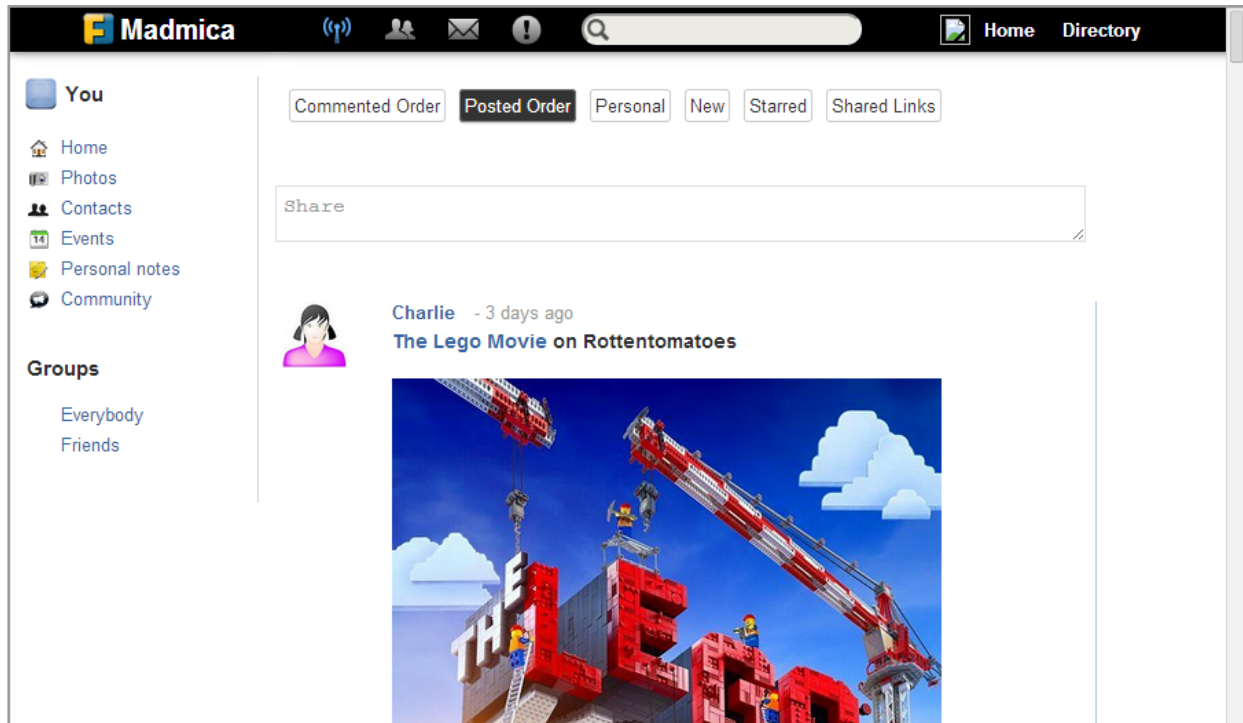 Madmica
Home Directory
You
Home
Photos
Contacts
14 Events
Personal notes
Community
Groups
Everybody
Friends
Commented Order Posted Order Personal New Starred Shared Links
Share
Charlie - 3 days ago
The Lego Movie on Rottentomatoes
THE
LEGO